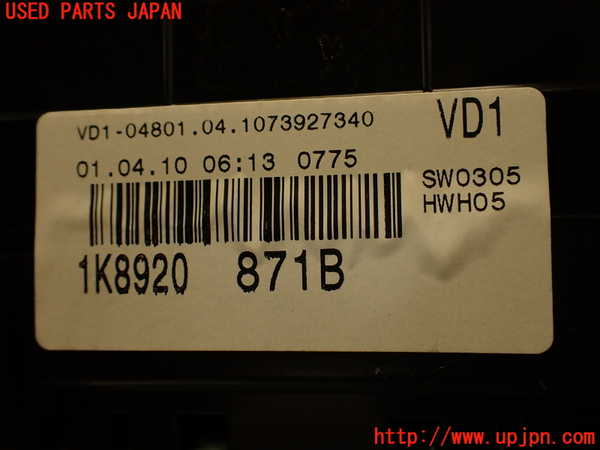 USED PARTS JAPAN
VD1-04801.04.1073927340
VD1
01.04.10 06:13 0775
SW0305
HWH05
1K8920 871B
http://www.upjpn.com/